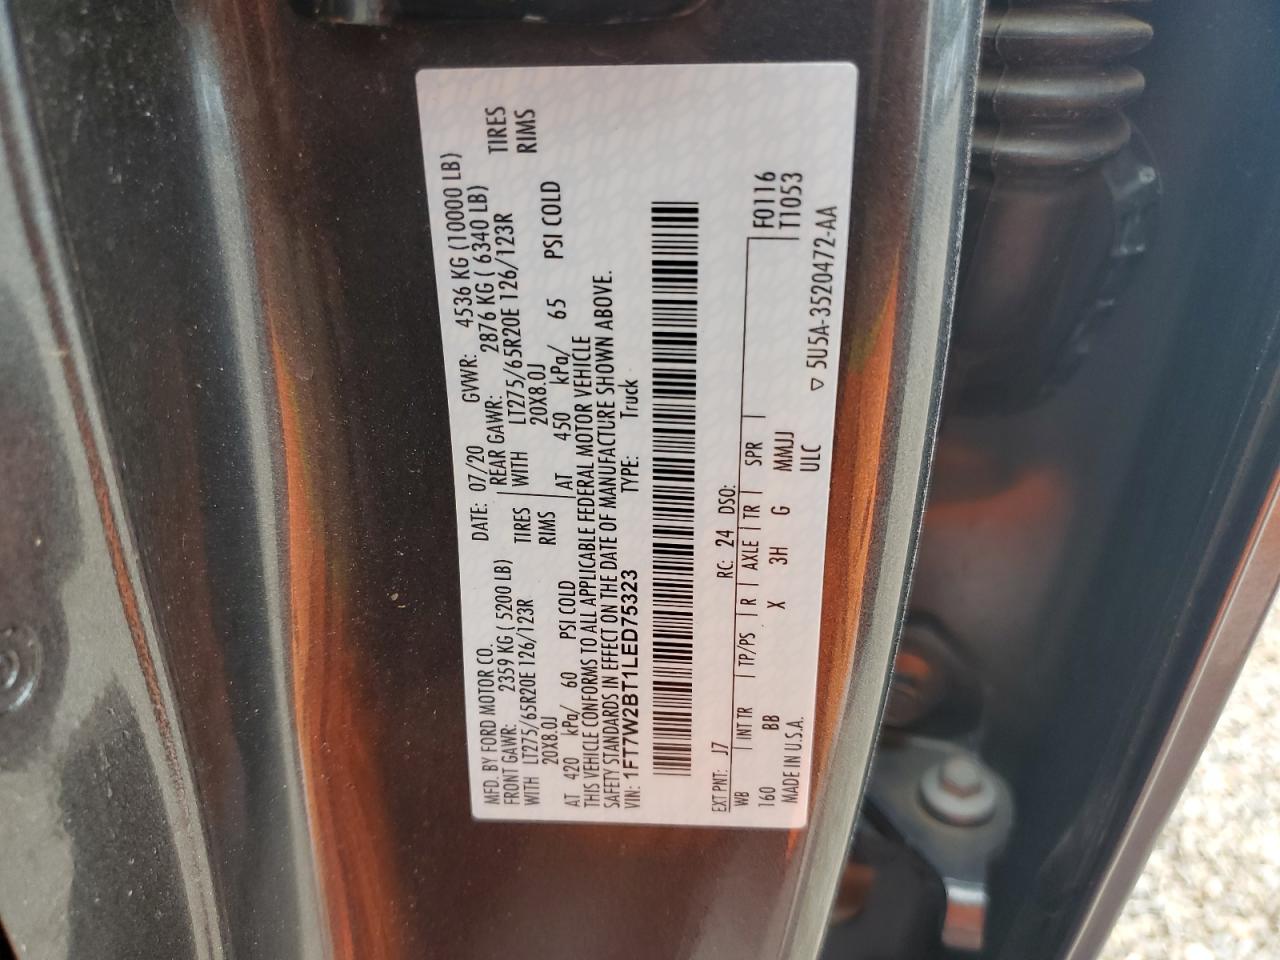 MFD. BY FORD MOTOR CO. DATE: 07/20 GVWR: 4536 KG (10000 LB)
FRONT GAWR: 2359 KG ( 5200 LB) REAR GAWR: 2876 KG ( 6340 LB)
WITH LT275/65R20E 126/123R TIRES WITH LT275/65R20E 126/123R TIRES
20X8.0J RIMS 20X8.0J RIMS
AT 420 kPa/ 60 PSI COLD AT 450 kPa/ 65 PSI COLD
THIS VEHICLE CONFORMS TO ALL APPLICABLE FEDERAL MOTOR VEHICLE
SAFETY STANDARDS IN EFFECT ON THE DATE OF MANUFACTURE SHOWN ABOVE.
VIN: 1FT7W2BT1LED75323 TYPE: Truck
EXT PNT: J7 RC: 24 DSO: F0116
WB INT TR TP/PS R AXLE TR SPR T1053
160 BB X 3H G MMJJ
MADE IN U.S.A. ULC ▽ 5U5A-3520472-AA